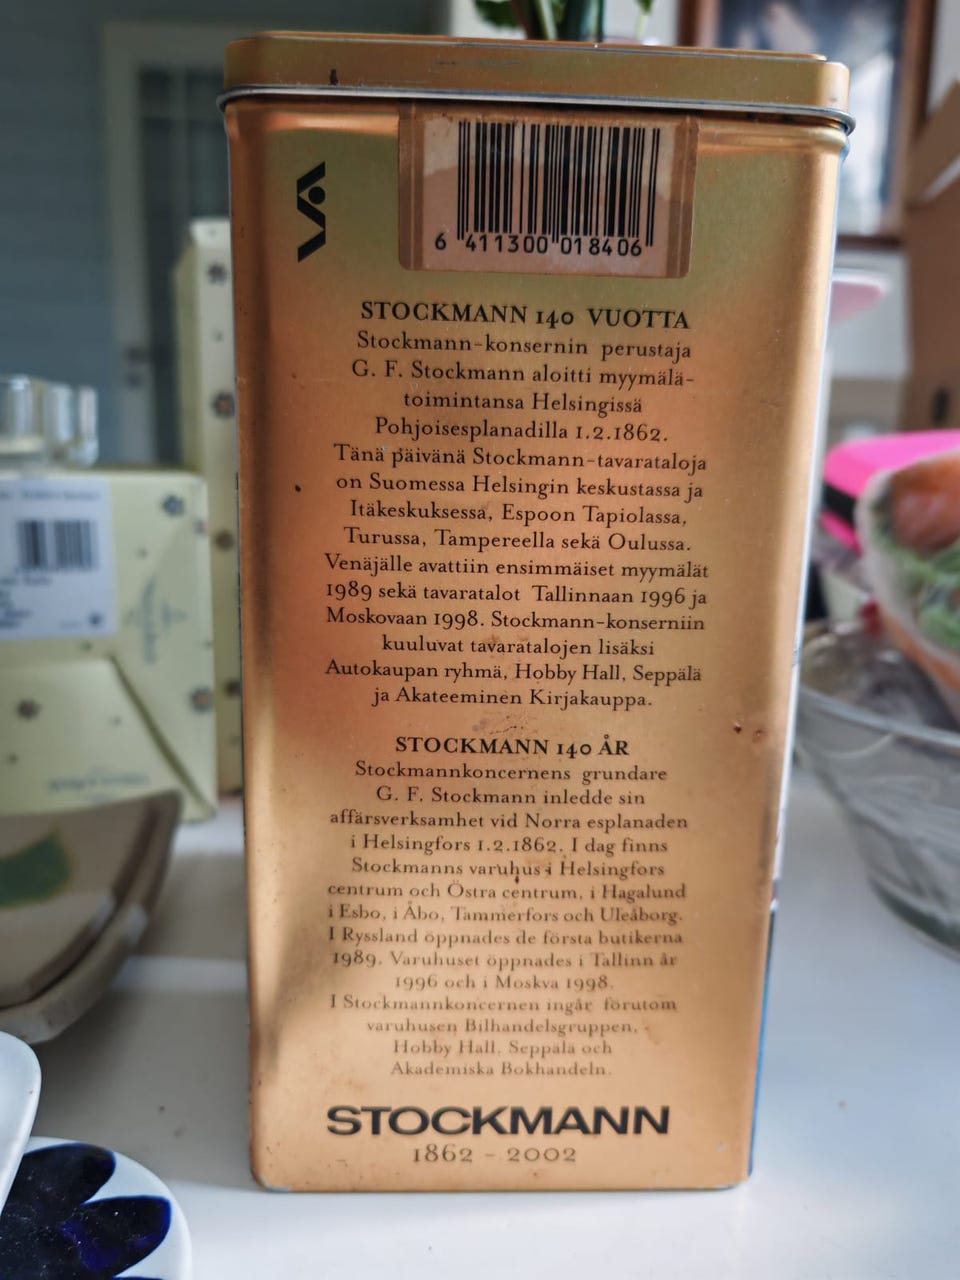 6 411300 018406
STOCKMANN 140 VUOTTA
Stockmann-konsernin perustaja
G. F. Stockmann aloitti myymälä-
toimintansa Helsingissä
Pohjoisesplanadilla 1.2.1862.
Tänä päivänä Stockmann-tavarataloja
on Suomessa Helsingin keskustassa ja
Itäkeskuksessa, Espoon Tapiolassa,
Turussa, Tampereella sekä Oulussa.
Venäjälle avattiin ensimmäiset myymälät
1989 sekä tavaratalot Tallinnaan 1996 ja
Moskovaan 1998. Stockmann-konserniin
kuuluvat tavaratalojen lisäksi
Autokaupan ryhmä, Hobby Hall, Seppälä
ja Akateeminen Kirjakauppa.
STOCKMANN 140 ÅR
Stockmannkoncernens grundare
G. F. Stockmann inledde sin
affärsverksamhet vid Norra esplanaden
i Helsingfors 1.2.1862. I dag finns
Stockmanns varuhus i Helsingfors
centrum och Östra centrum, i Hagalund
i Esbo, i Åbo, Tammerfors och Uleåborg.
I Ryssland öppnades de första butikerna
1989. Varuhuset öppnades i Tallinn år
1996 och i Moskva 1998.
I Stockmannkoncernen ingår förutom
varuhusen Bilhandelsgruppen,
Hobby Hall, Seppälä och
Akademiska Bokhandeln.
STOCKMANN
1862 - 2002